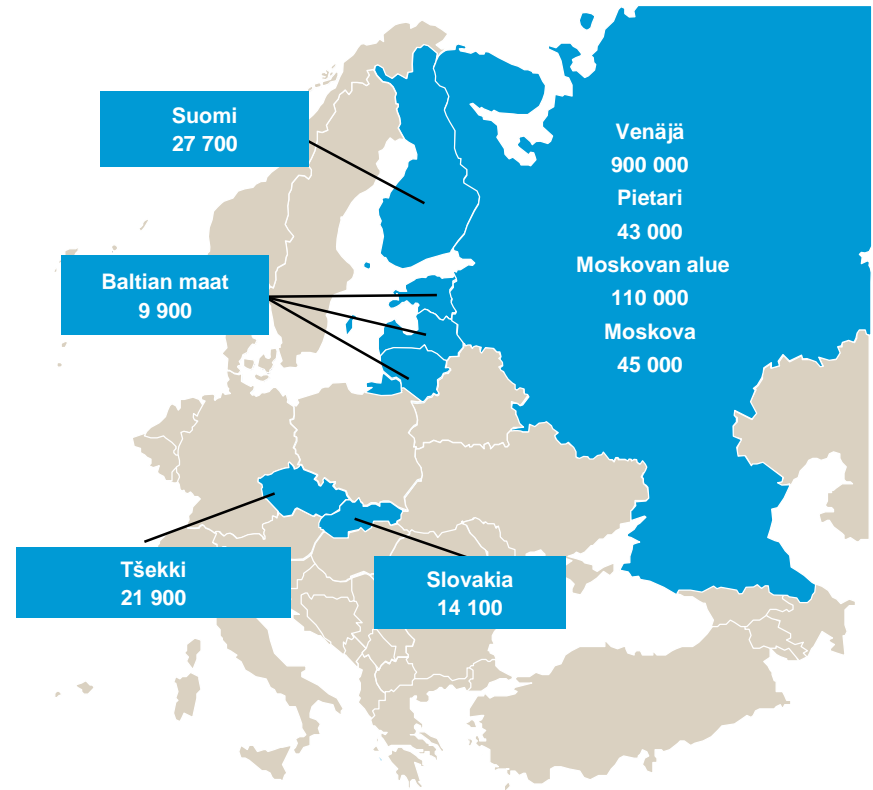 Suomi
27 700
Venäjä
900 000
Pietari
43 000
Moskovan alue
110 000
Moskova
45 000
Baltian maat
9 900
Tšekki
21 900
Slovakia
14 100